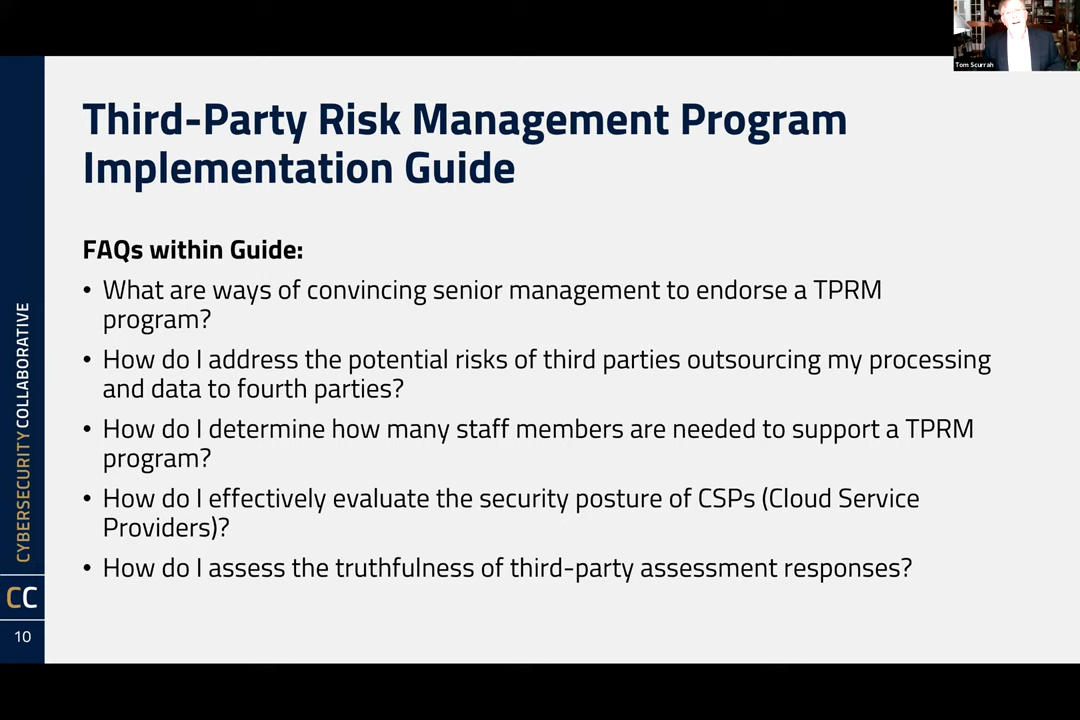 Tom Scurrah
Third-Party Risk Management Program
Implementation Guide
FAQs within Guide:
• What are ways of convincing senior management to endorse a TPRM
program?
• How do I address the potential risks of third parties outsourcing my processing
and data to fourth parties?
• How do I determine how many staff members are needed to support a TPRM
program?
• How do I effectively evaluate the security posture of CSPs (Cloud Service
Providers)?
• How do I assess the truthfulness of third-party assessment responses?
CYBERSECURITY COLLABORATIVE
CC
10